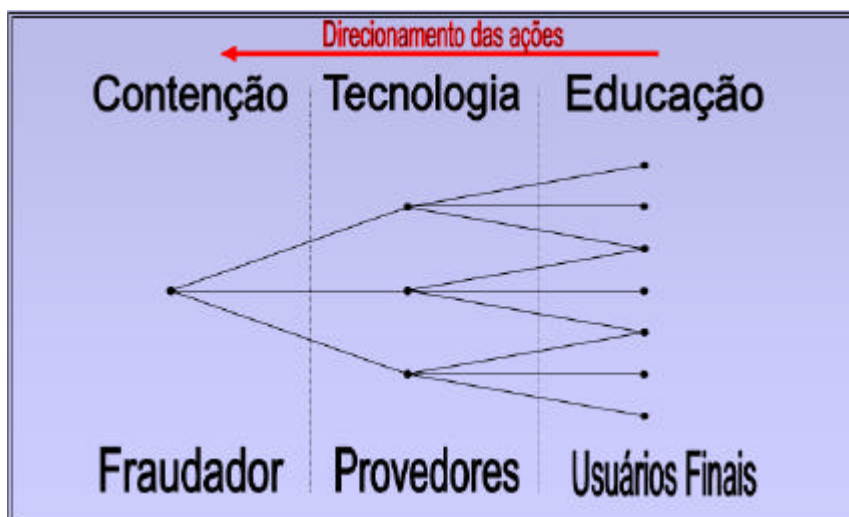 Direcionamento das ações
Contenção Tecnologia Educação
Fraudador Provedores Usuários Finais